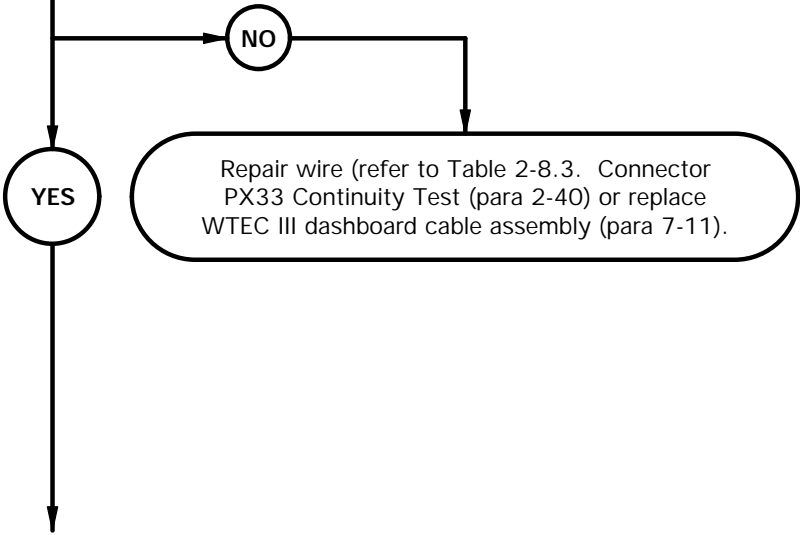 NO
YES
Repair wire (refer to Table 2-8.3.  Connector
PX33 Continuity Test (para 2-40) or replace
WTEC III dashboard cable assembly (para 7-11).